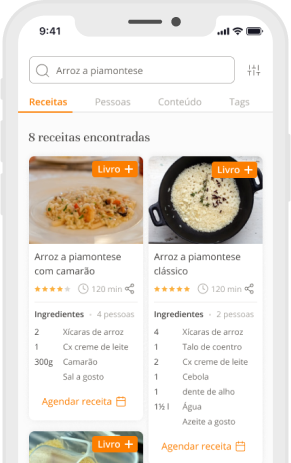 9:41
Arroz a piamontese
Receitas Pessoas Conteúdo Tags
8 receitas encontradas
Livro +
Arroz a piamontese
com camarão
120 min
Ingredientes • 4 pessoas
2 Xícaras de arroz
1 Cx creme de leite
300g Camarão
Sal a gosto
Agendar receita
Livro +
Arroz a piamontese
clássico
120 min
Ingredientes • 2 pessoas
4 Xícaras de arroz
1 Talo de coentro
2 Cx creme de leite
1 Cebola
1 dente de alho
1½ l Água
Azeite a gosto
Agendar receita
Livro +